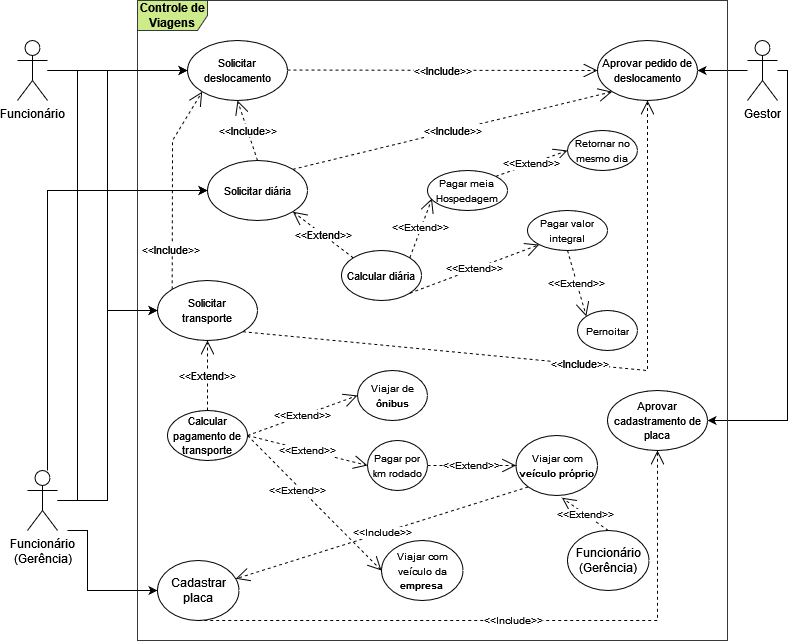 Controle de
Viagens
Funcionário
Solicitar
deslocamento
<<Include>>
Aprovar pedido de
deslocamento
Gestor
<<Include>>
<<Include>>
Retornar no
mesmo dia
<<Extend>>
Solicitar diária
Pagar meia
Hospedagem
<<Extend>>
<<Extend>>
Pagar valor
integral
<<Include>>
Calcular diária
<<Extend>>
<<Extend>>
Solicitar
transporte
Pernoitar
<<Include>>
<<Extend>>
Viajar de
ônibus
<<Extend>>
Calcular
pagamento de
transporte
Aprovar
cadastramento de
placa
<<Extend>>
Pagar por
km rodado
<<Extend>>
Viajar com
veículo próprio
<<Extend>>
<<Extend>>
Funcionário
(Gerência)
<<Include>>
Funcionário
(Gerência)
Viajar com
veículo da
empresa
Cadastrar
placa
<<Include>>